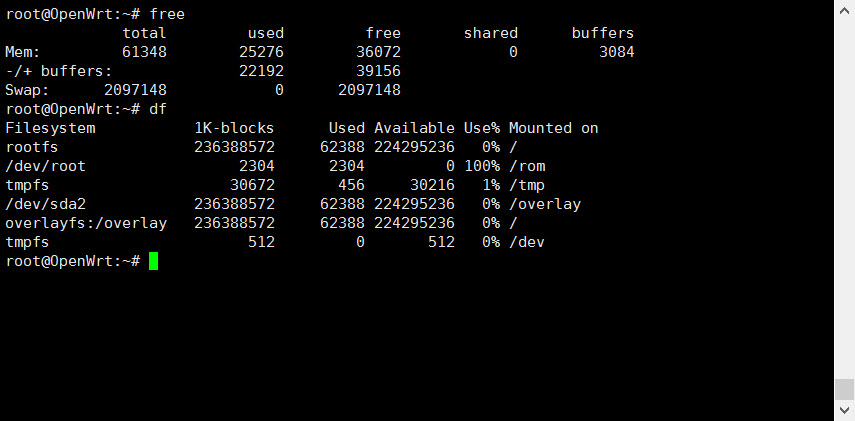 root@OpenWrt:~# free
             total         used         free       shared      buffers
Mem:         61348        25276        36072            0         3084
-/+ buffers:              22192        39156
Swap:      2097148            0      2097148
root@OpenWrt:~# df
Filesystem           1K-blocks      Used Available Use% Mounted on
rootfs               236388572     62388 224295236   0% /
/dev/root                 2304      2304         0 100% /rom
tmpfs                    30672       456     30216   1% /tmp
/dev/sda2            236388572     62388 224295236   0% /overlay
overlayfs:/overlay   236388572     62388 224295236   0% /
tmpfs                      512         0       512   0% /dev
root@OpenWrt:~#